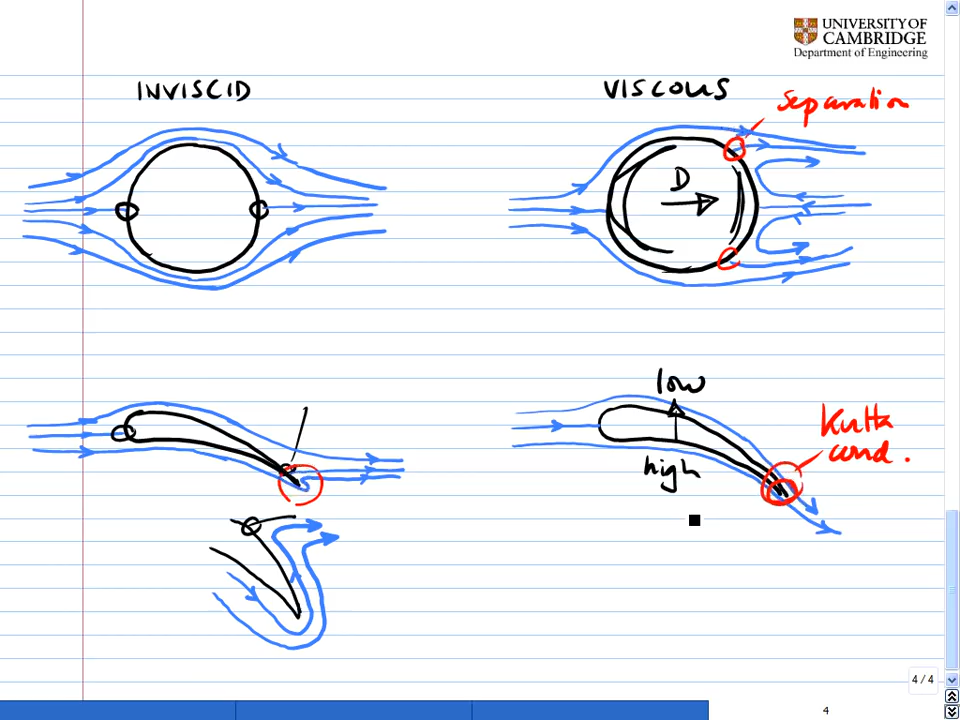 UNIVERSITY OF
CAMBRIDGE
Department of Engineering
INVISCID
VISCOUS
Separation
D
low
high
Kutta
cond.
4 / 4
4